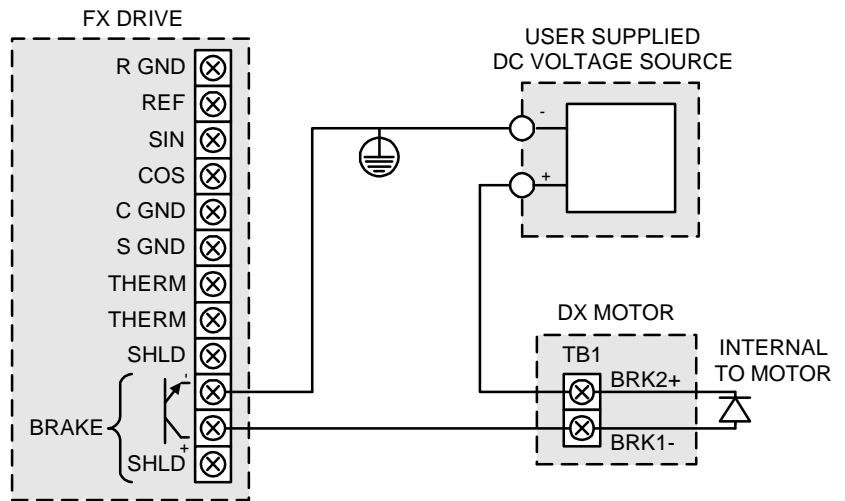 FX DRIVE
R GND
REF
SIN
COS
C GND
S GND
THERM
THERM
SHLD
-
BRAKE
+
SHLD
USER SUPPLIED
DC VOLTAGE SOURCE
-
+
DX MOTOR
TB1
BRK2+
BRK1-
INTERNAL
TO MOTOR